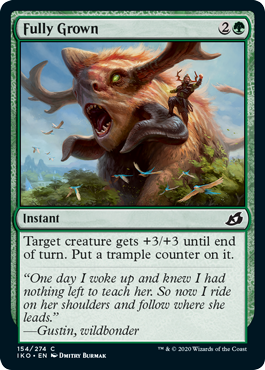 Fully Grown 2
Instant
Target creature gets +3/+3 until end
of turn. Put a trample counter on it.
“One day I woke up and knew I had
nothing left to teach her. So now I ride
on her shoulders and follow where she
leads.”
—Gustin, wildbonder
154/274 C
IKO • EN DMITRY BURMAK
™ & © 2020 Wizards of the Coast